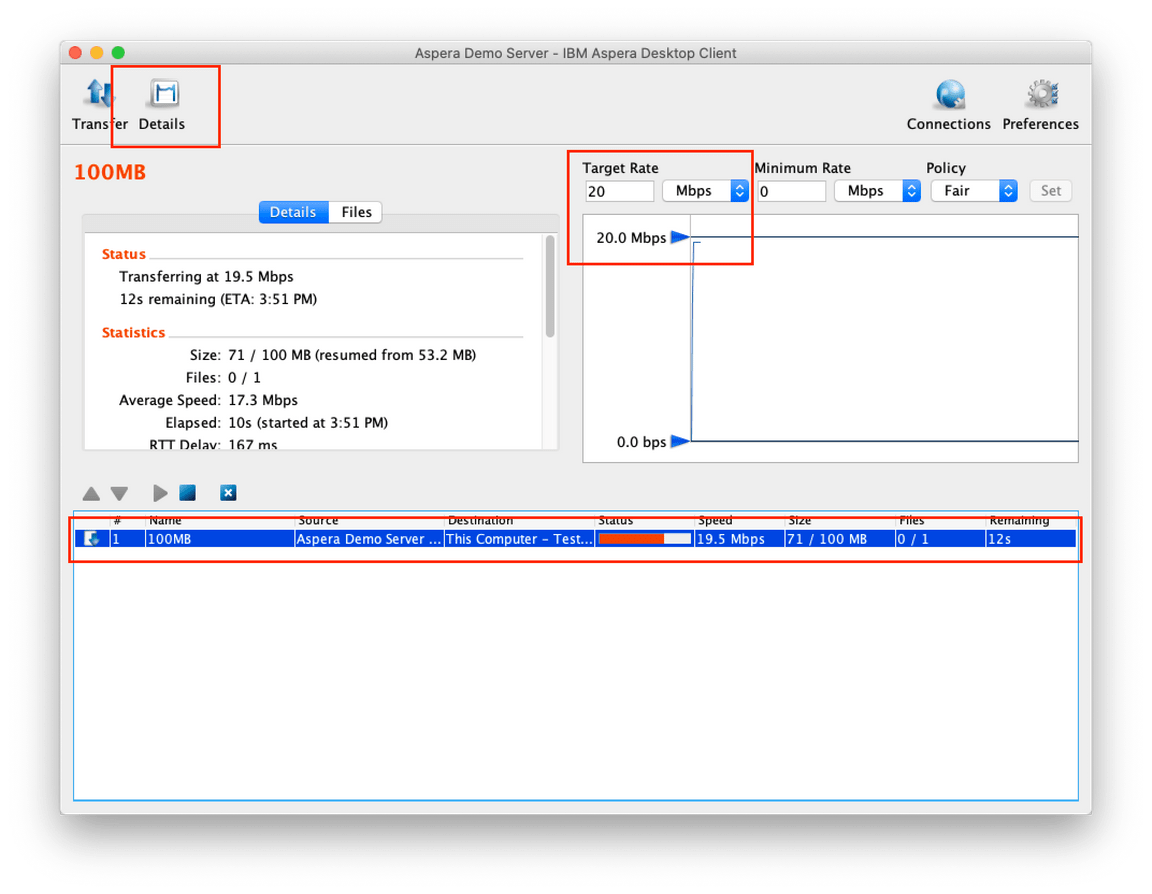 Aspera Demo Server - IBM Aspera Desktop Client
Transfer Details Connections Preferences
100MB
Target Rate Minimum Rate Policy
20 Mbps 0 Mbps Fair Set
Details Files
20.0 Mbps
Status
Transferring at 19.5 Mbps
12s remaining (ETA: 3:51 PM)
Statistics
Size: 71 / 100 MB (resumed from 53.2 MB)
Files: 0 / 1
Average Speed: 17.3 Mbps
Elapsed: 10s (started at 3:51 PM)
RTT Delay: 167 ms
0.0 bps
# Name Source Destination Status Speed Size Files Remaining
1 100MB Aspera Demo Server ... This Computer - Test... 19.5 Mbps 71 / 100 MB 0 / 1 12s